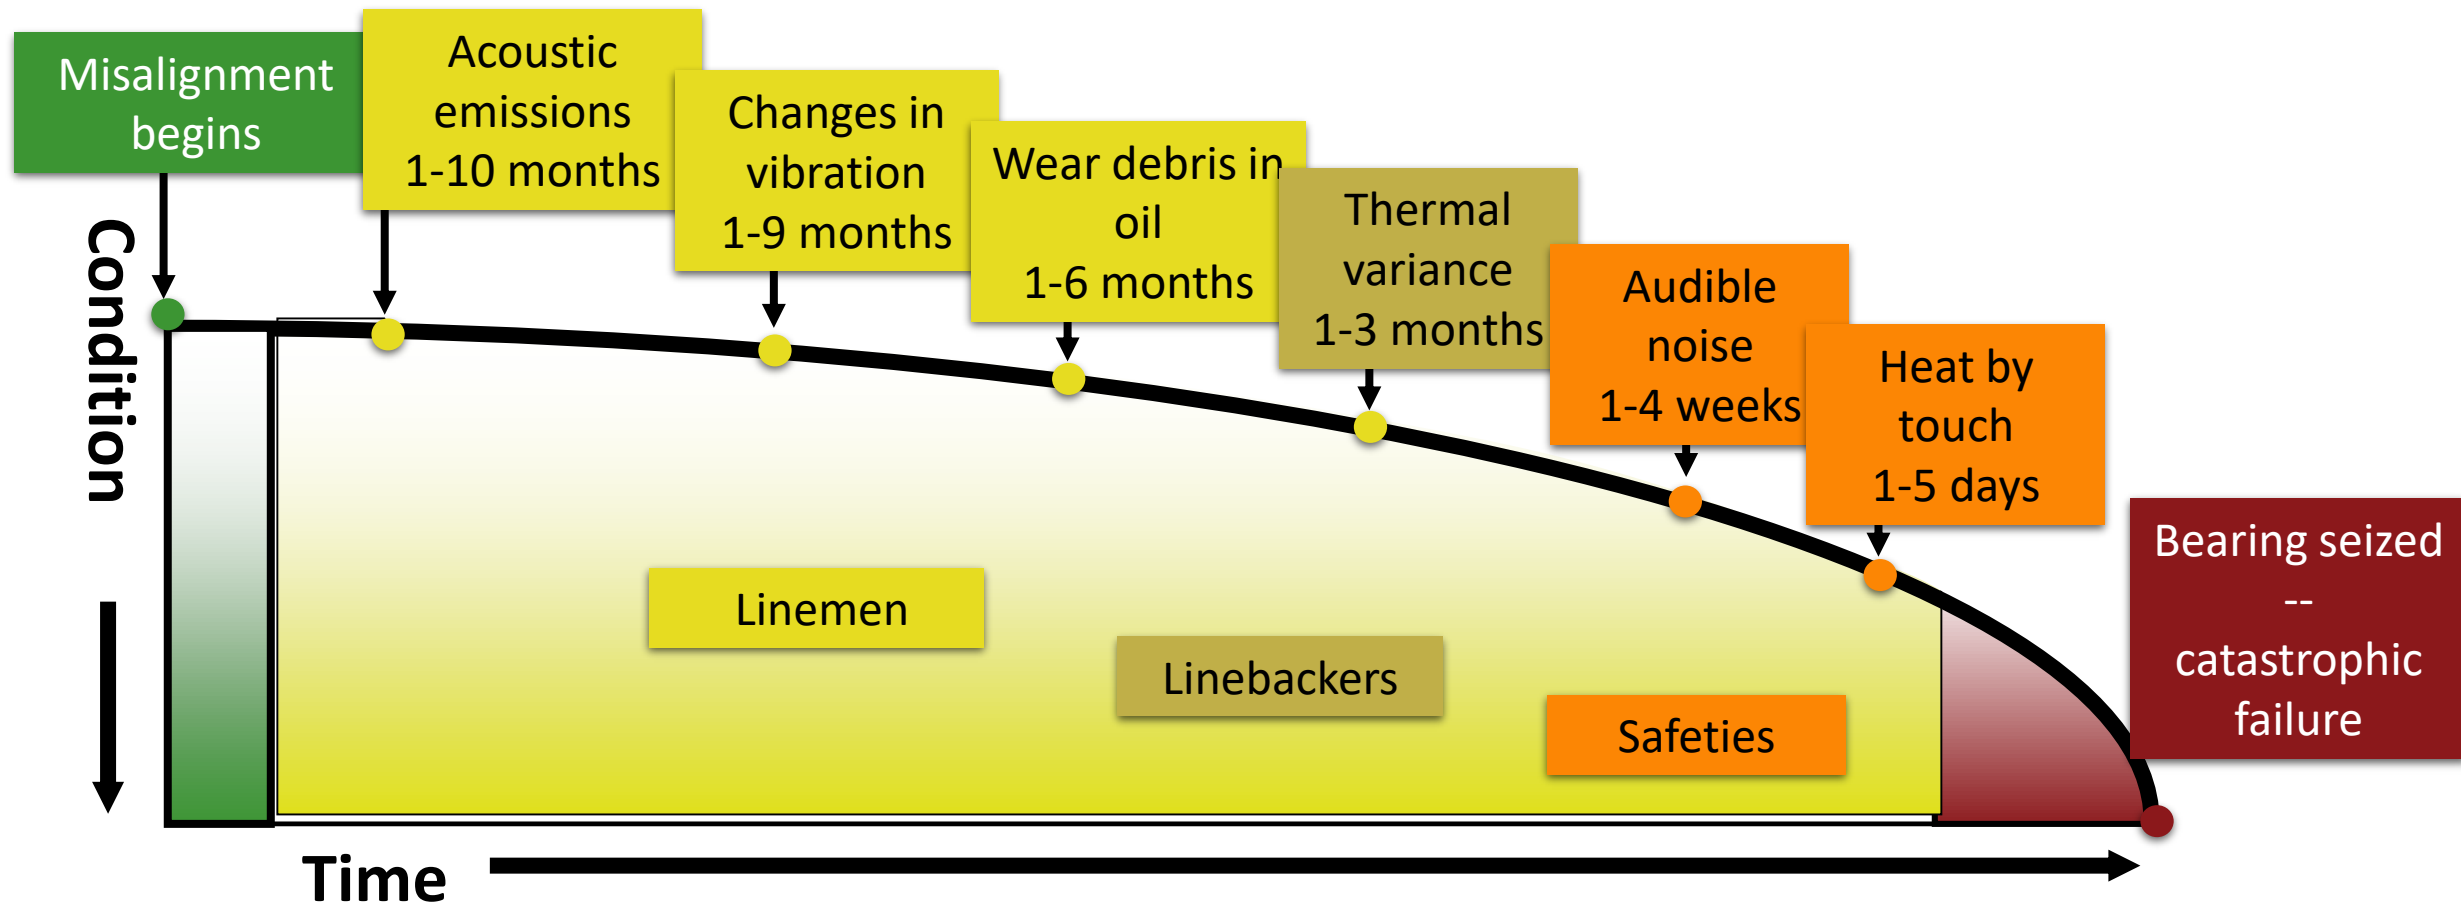 Misalignment
begins
Acoustic
emissions
1-10 months
Changes in
vibration
1-9 months
Wear debris in
oil
1-6 months
Thermal
variance
1-3 months
Audible
noise
1-4 weeks
Heat by
touch
1-5 days
Bearing seized
--
catastrophic
failure
Condition
Linemen
Linebackers
Safeties
Time